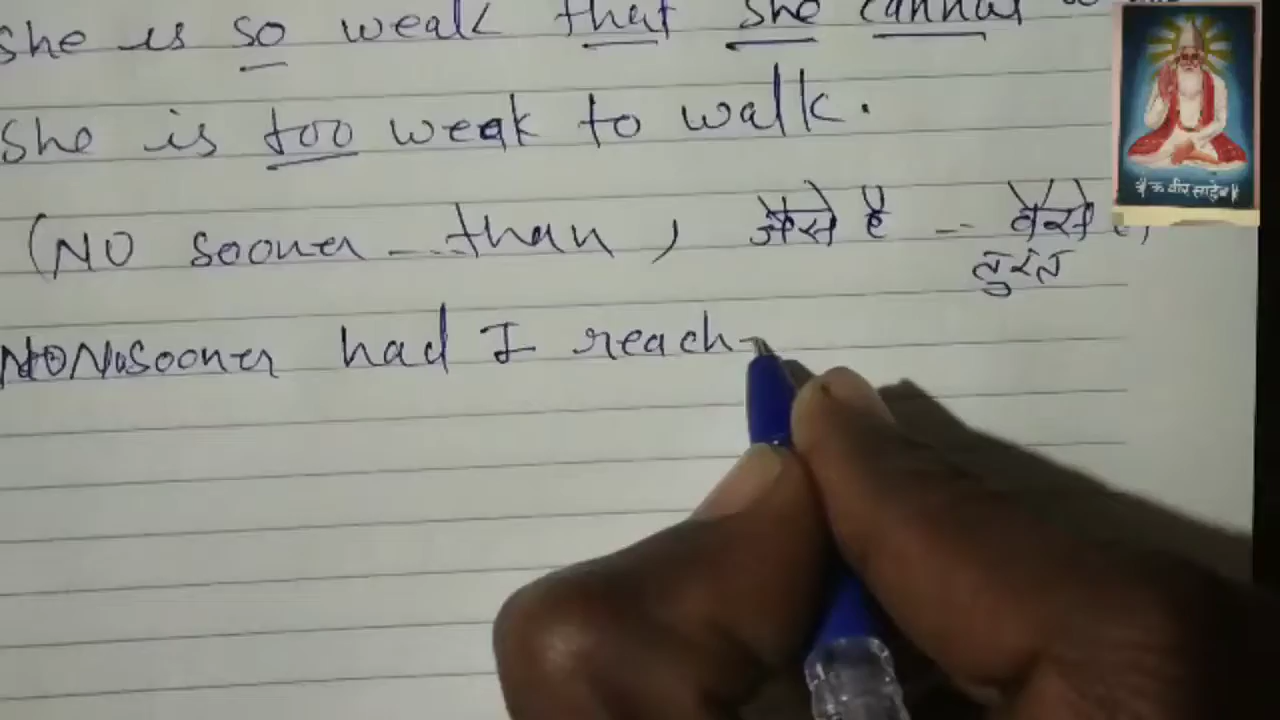 she is so weak that she cannot
She is too weak to walk.
(No sooner ... than, जैसे है -- वैसे
तुरंत
No sooner had I reach